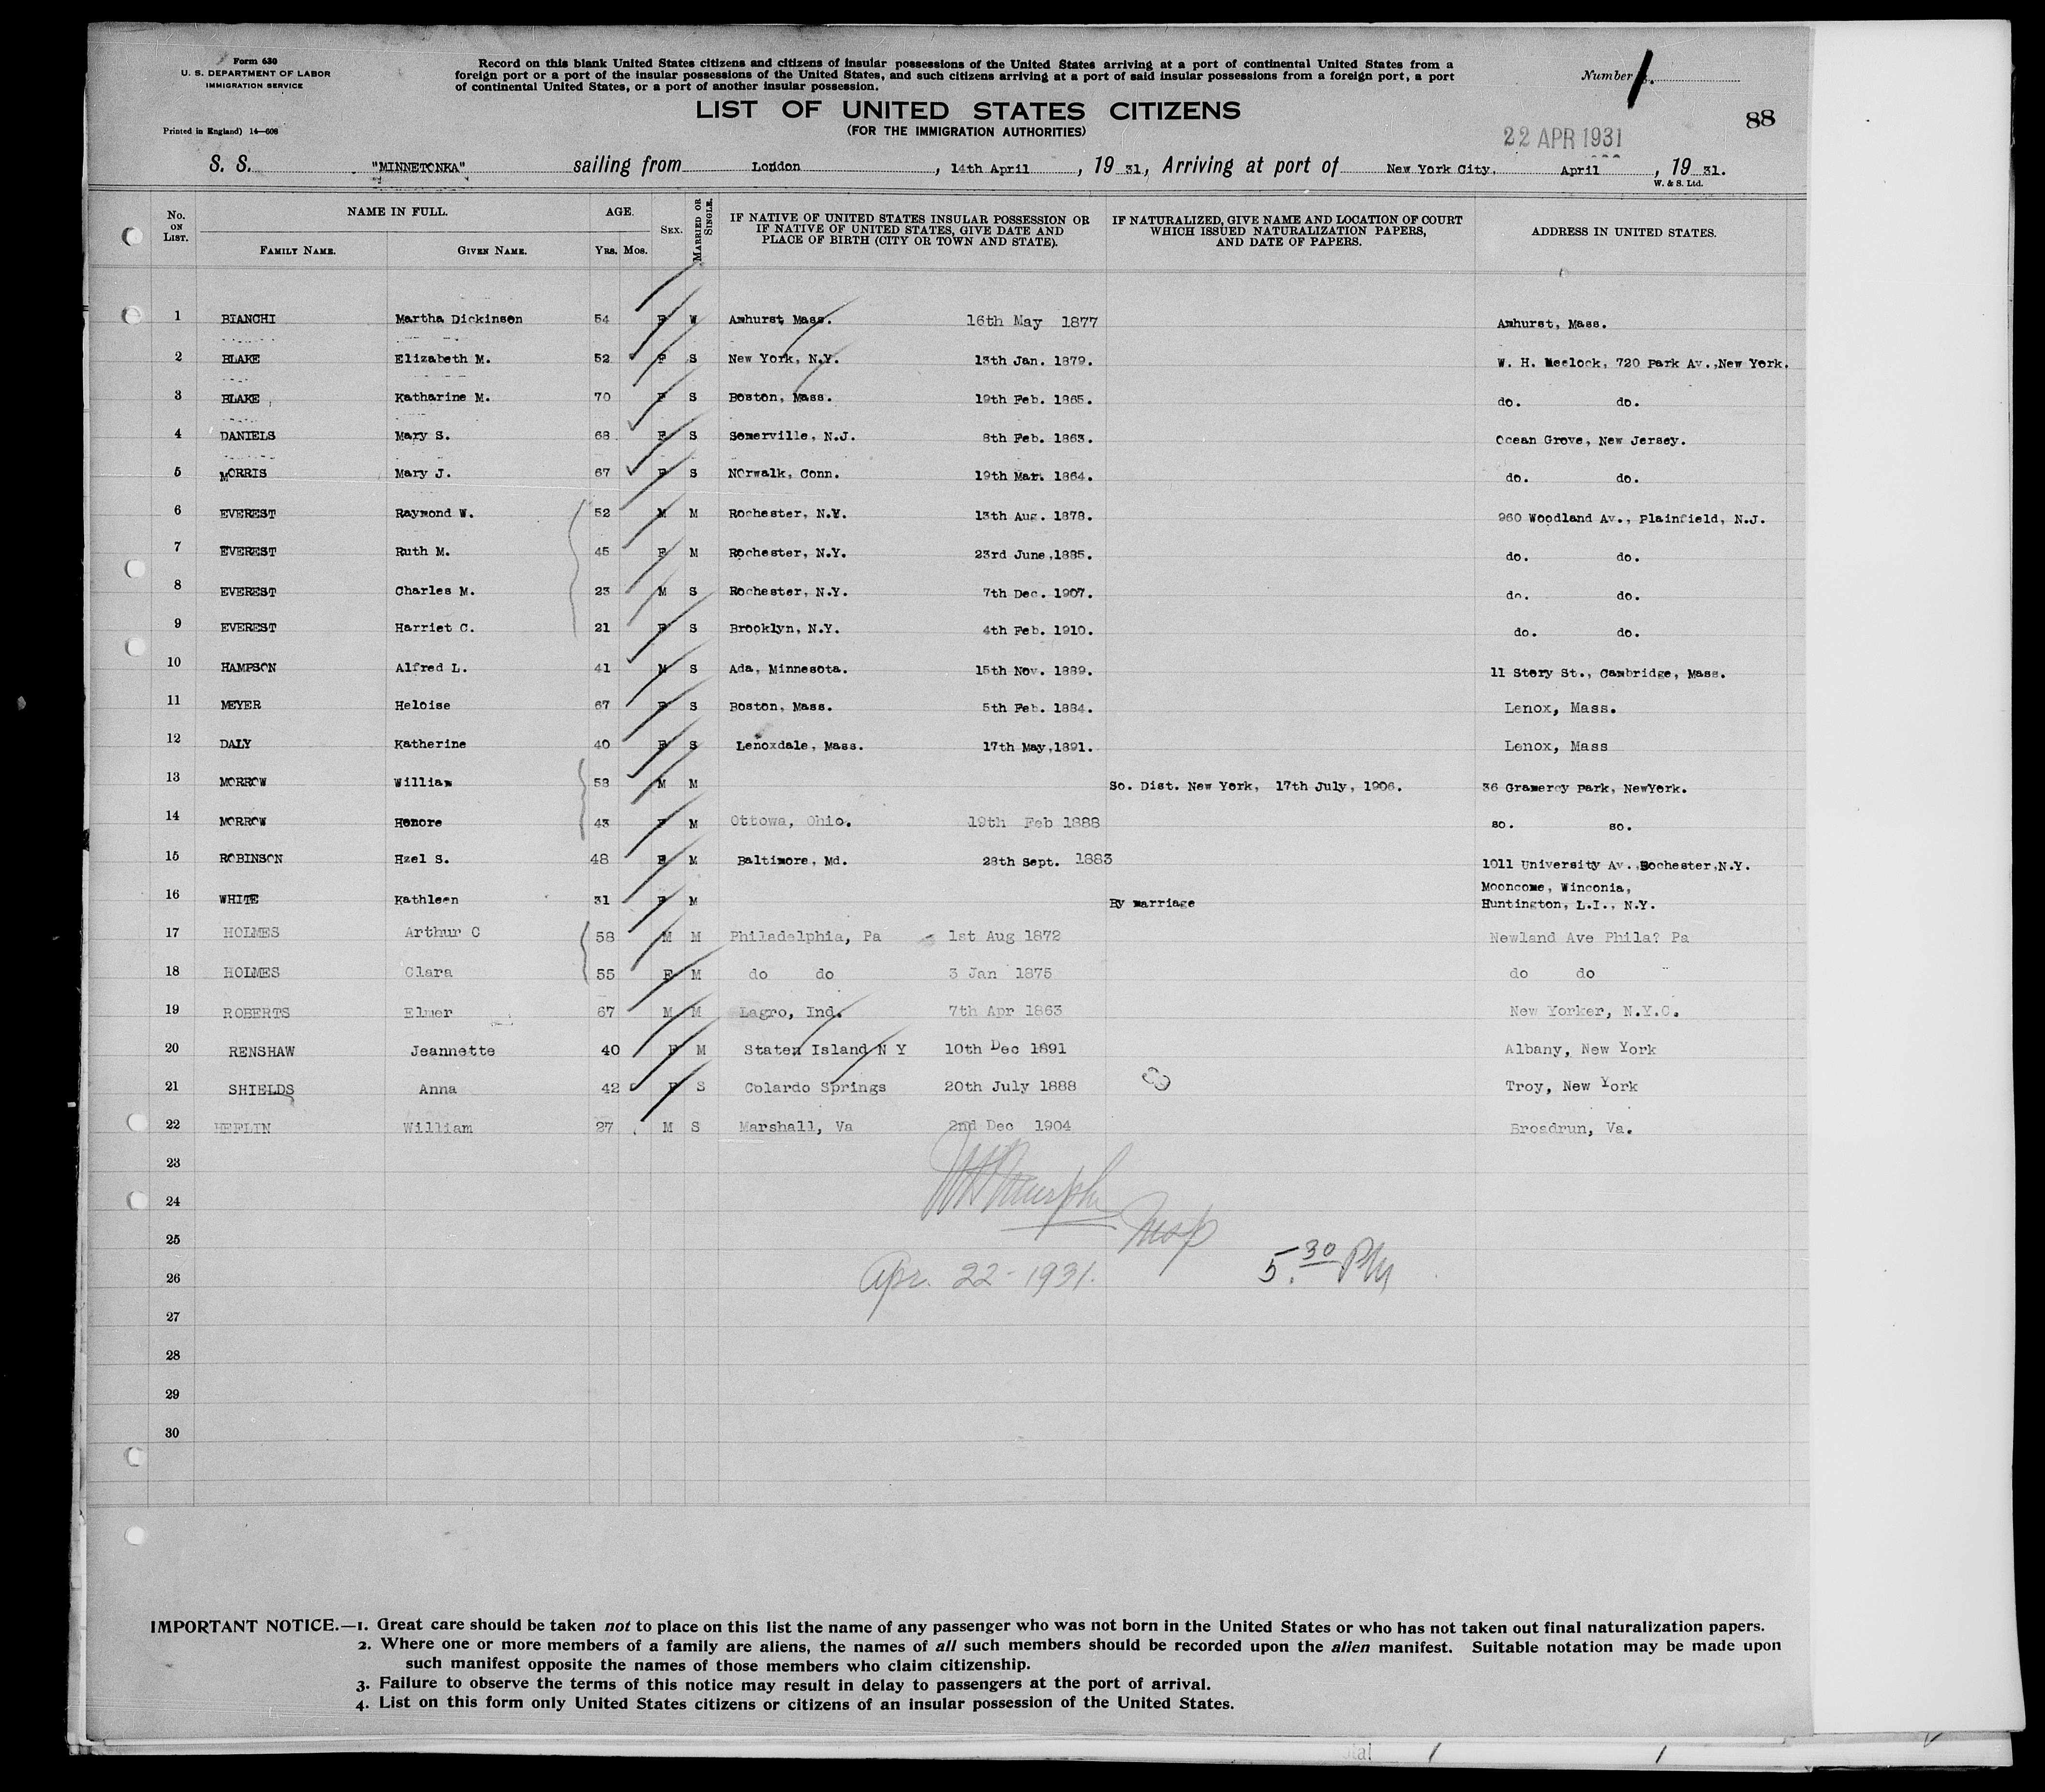 Form 630
U. S. DEPARTMENT OF LABOR
IMMIGRATION SERVICE
Printed in England) 14—608
Record on this blank United States citizens and citizens of insular possessions of the United States arriving at a port of continental United States from a
foreign port or a port of the insular possessions of the United States, and such citizens arriving at a port of said insular possessions from a foreign port, a port
of continental United States, or a port of another insular possession.
Number
LIST OF UNITED STATES CITIZENS
(FOR THE IMMIGRATION AUTHORITIES)
88
22 APR 1931
S. S. "MINNETONKA" sailing from London, 14th April, 19 31, Arriving at port of New York City. April, 19 31.
W. & S. Ltd.
No. ON LIST. NAME IN FULL. AGE. SEX. MARRIED OR SINGLE. IF NATIVE OF UNITED STATES INSULAR POSSESSION OR IF NATIVE OF UNITED STATES, GIVE DATE AND PLACE OF BIRTH (CITY OR TOWN AND STATE). IF NATURALIZED, GIVE NAME AND LOCATION OF COURT WHICH ISSUED NATURALIZATION PAPERS, AND DATE OF PAPERS. ADDRESS IN UNITED STATES.
FAMILY NAME. GIVEN NAME. YRS. MOS.
1 BIANCHI Martha Dickinson 54 F W Amhurst Mass. 16th May 1877 Amhurst, Mass.
2 BLAKE Elizabeth M. 52 F S New York, N.Y. 13th Jan. 1879. W. H. 720 Park Av.,New York.
3 BLAKE Katharine M. 70 F S Boston, Mass. 19th Feb. 1865. do. do.
4 DANIELS Mary S. 68 F S Somerville, N.J. 8th Feb. 1863. Ocean Grove, New Jersey.
5 MORRIS Mary J. 67 F S NOrwalk, Conn. 19th Mar. 1864. do. do.
6 EVEREST Raymond W. 52 M M Rochester, N.Y. 13th Aug. 1878. 960 Woodland Av., Plainfield, N.J.
7 EVEREST Ruth M. 45 F M Rochester, N.Y. 23rd June,1885. do. do.
8 EVEREST Charles M. 23 M S Rochester, N.Y. 7th Dec. 1907. do. do.
9 EVEREST Harriet C. 21 F S Brooklyn, N.Y. 4th Feb. 1910. do. do.
10 HAMPSON Alfred L. 41 M S Ada, Minnesota. 15th Nov. 1889. 11 Story St., Cambridge, Mass.
11 MEYER Heloise 67 F S Boston, Mass. 5th Feb. 1884. Lenox, Mass.
12 DALY Katherine 40 F S Lenoxdale, Mass. 17th May,1891. Lenox, Mass
13 MORROW William 58 M M So. Dist. New York, 17th July, 1906. 36 Gramercy Park, NewYork.
14 MORROW Honore 43 F M Ottowa, Ohio. 19th Feb 1888 so. so.
15 ROBINSON Hzel S. 48 F M Baltimore, Md. 28th Sept. 1883 1011 University Av.,Rochester,N.Y.
16 WHITE Kathleen 31 F M By marriage Mooncome, Winconia,
Huntington, L.I., N.Y.
17 HOLMES Arthur C 58 M M Philadelphia, Pa 1st Aug 1872 Newland Ave Phila? Pa
18 HOLMES Clara 55 F M do do 3 Jan 1875 do do
19 ROBERTS Elmer 67 M M Lagro, Ind. 7th Apr 1863 New Yorker, N.Y.C.
20 RENSHAW Jeannette 40 F M Staten Island N Y 10th Dec 1891 Albany, New York
21 SHIELDS Anna 42 F S Colardo Springs 20th July 1888 Troy, New York
22 HEFLIN William 27 M S Marshall, Va 2nd Dec 1904 Broadrun, Va.
23
24
25
26
Apr. 22-1931.
5.30 PM
27
28
29
30
IMPORTANT NOTICE.—1. Great care should be taken not to place on this list the name of any passenger who was not born in the United States or who has not taken out final naturalization papers.
2. Where one or more members of a family are aliens, the names of all such members should be recorded upon the alien manifest. Suitable notation may be made upon
such manifest opposite the names of those members who claim citizenship.
3. Failure to observe the terms of this notice may result in delay to passengers at the port of arrival.
4. List on this form only United States citizens or citizens of an insular possession of the United States.